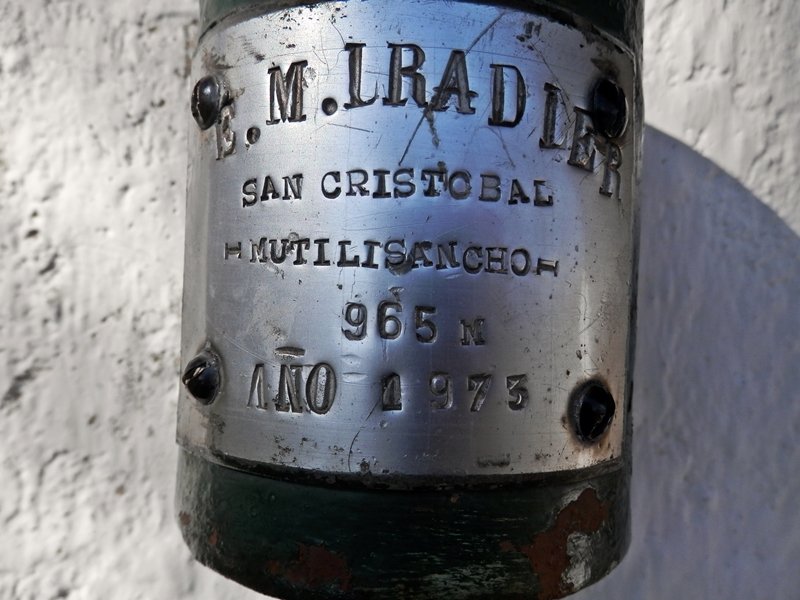 E.M.IRADIER
SAN CRISTOBAL
MUTILISANCHO
965 M
AÑO 1973